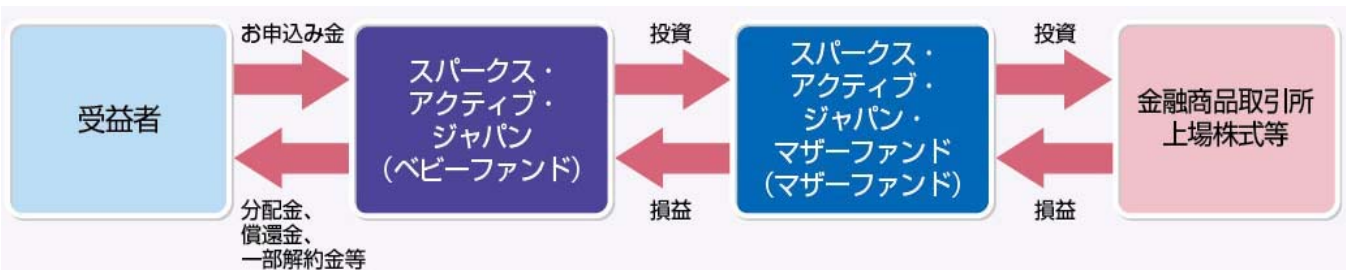 お申込み金
投資
投資
受益者
スパークス・
アクティブ・
ジャパン
(ベビーファンド)
スパークス・
アクティブ・
ジャパン・
マザーファンド
(マザーファンド)
金融商品取引所
上場株式等
分配金、
償還金、
一部解約金等
損益
損益